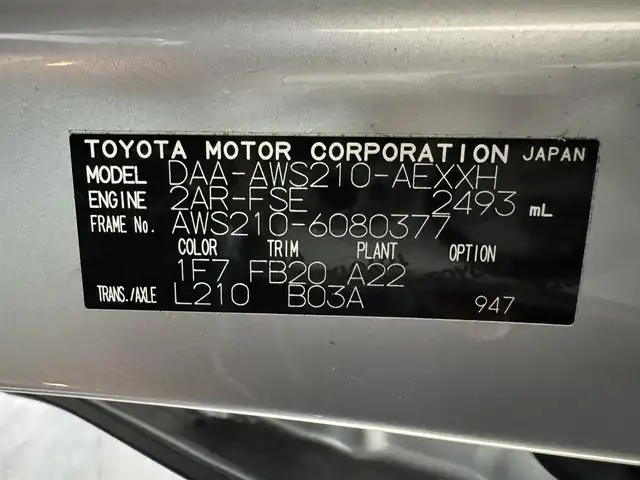 TOYOTA MOTOR CORPORATION JAPAN
MODEL DAA-AWS210-AEXXH
ENGINE 2AR-FSE 2493 mL
FRAME No. AWS210-6080377
COLOR TRIM PLANT OPTION
1F7 FB20 A22
TRANS./AXLE L210 B03A 947